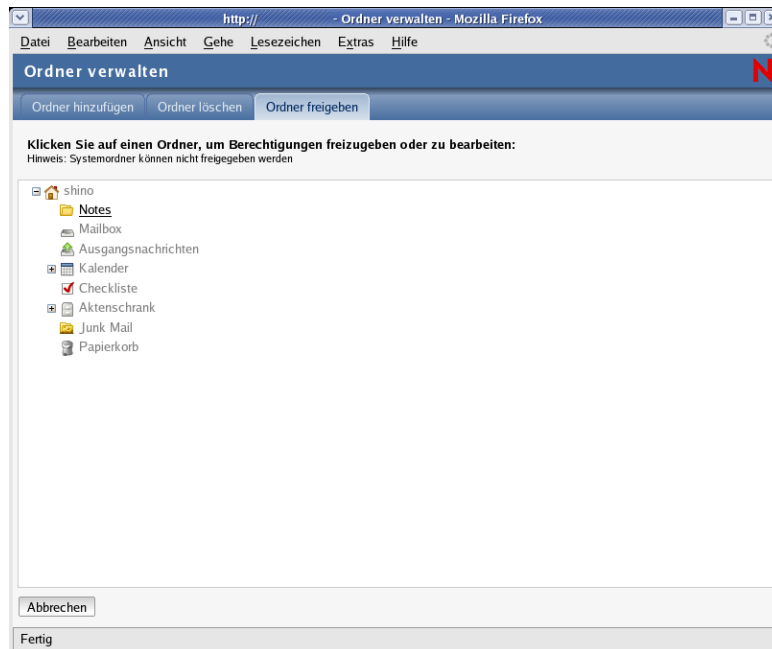 http:// - Ordner verwalten - Mozilla Firefox
Datei Bearbeiten Ansicht Gehe Lesezeichen Extras Hilfe
Ordner verwalten
N
Ordner hinzufügen Ordner löschen Ordner freigeben
Klicken Sie auf einen Ordner, um Berechtigungen freizugeben oder zu bearbeiten:
Hinweis: Systemordner können nicht freigegeben werden
shino
Notes
Mailbox
Ausgangsnachrichten
Kalender
Checkliste
Aktenschrank
Junk Mail
Papierkorb
Abbrechen
Fertig